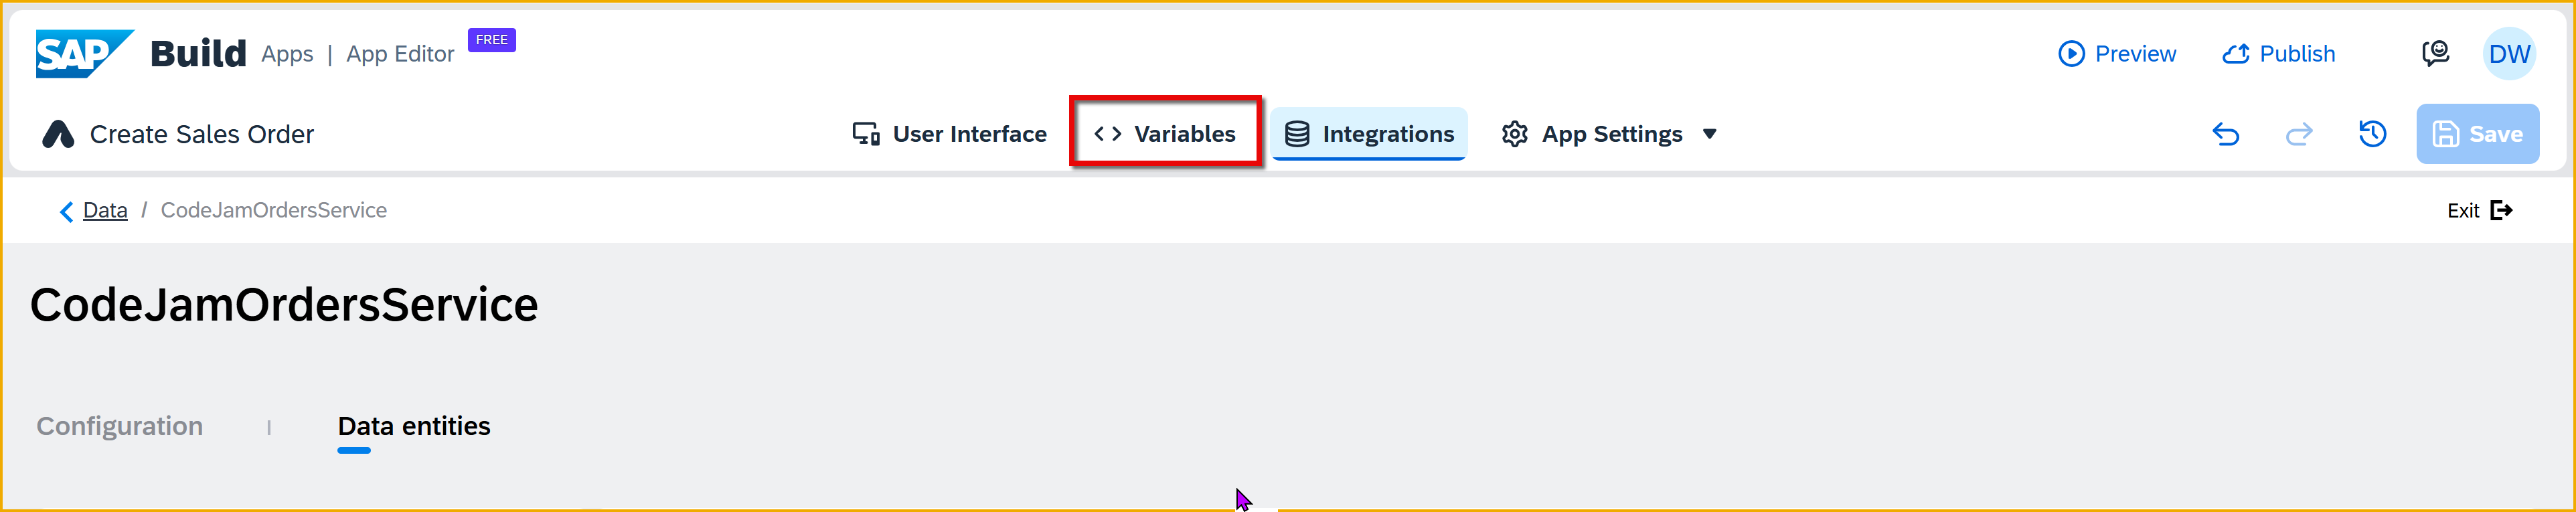 SAP Build Apps | App Editor FREE Preview Publish DW
Create Sales Order User Interface <> Variables Integrations App Settings Save
Data / CodeJamOrdersService Exit
CodeJamOrdersService
Configuration | Data entities